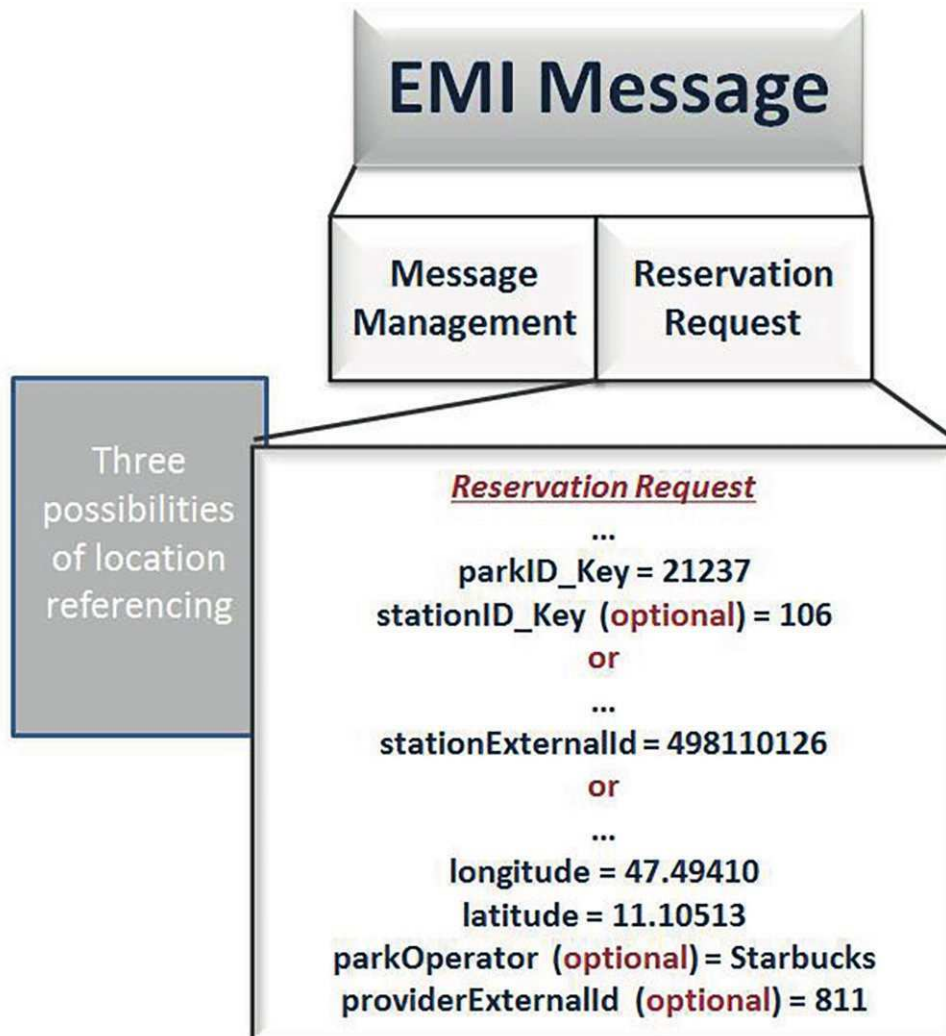 EMI Message
Message
Management
Reservation
Request
Three
possibilities
of location
referencing
Reservation Request
...
parkID_Key = 21237
stationID_Key (optional) = 106
or
...
stationExternalId = 498110126
or
...
longitude = 47.49410
latitude = 11.10513
parkOperator (optional) = Starbucks
providerExternalId (optional) = 811